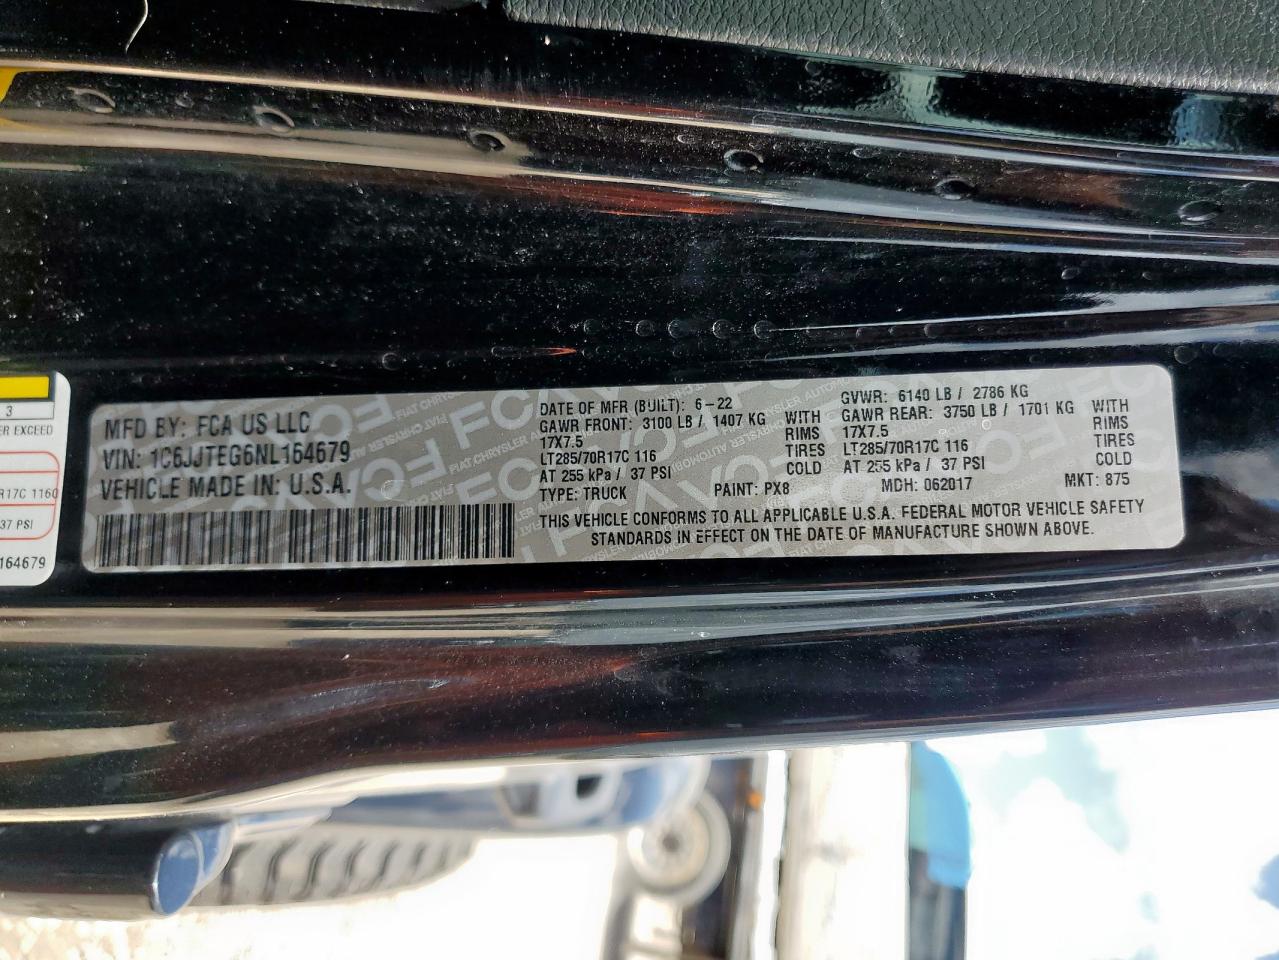 3
ER EXCEED
R17C 116Q
37 PSI
164679
MFD BY: FCA US LLC
VIN: 1C6JJTEG6NL164679
VEHICLE MADE IN: U.S.A.
DATE OF MFR (BUILT): 6-22
GAWR FRONT: 3100 LB / 1407 KG WITH
17X7.5 RIMS
LT285/70R17C 116 TIRES
AT 255 kPa / 37 PSI COLD
TYPE: TRUCK PAINT: PX8
GVWR: 6140 LB / 2786 KG
GAWR REAR: 3750 LB / 1701 KG WITH
17X7.5 RIMS
LT285/70R17C 116 TIRES
AT 255 kPa / 37 PSI COLD
MDH: 062017 MKT: 875
THIS VEHICLE CONFORMS TO ALL APPLICABLE U.S.A. FEDERAL MOTOR VEHICLE SAFETY
STANDARDS IN EFFECT ON THE DATE OF MANUFACTURE SHOWN ABOVE.